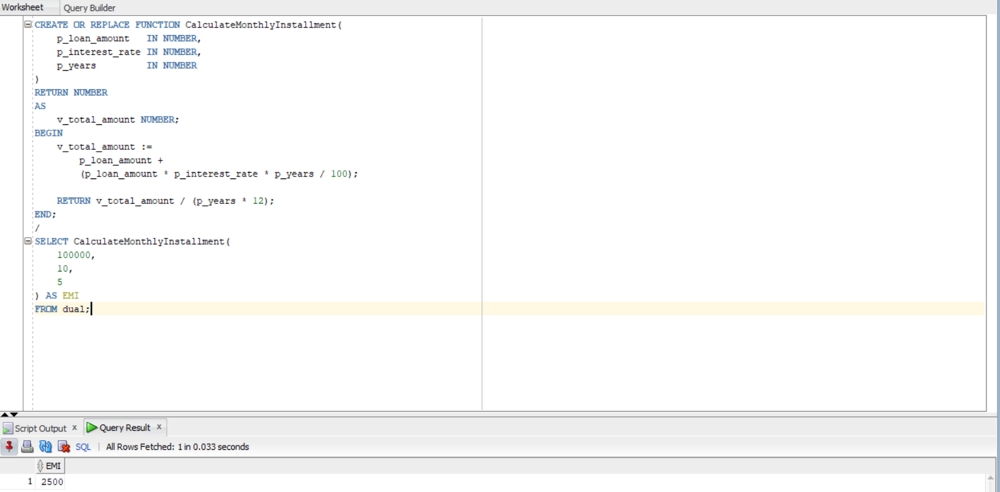 Worksheet Query Builder
CREATE OR REPLACE FUNCTION CalculateMonthlyInstallment(
    p_loan_amount   IN NUMBER,
    p_interest_rate IN NUMBER,
    p_years         IN NUMBER
)
RETURN NUMBER
AS
    v_total_amount NUMBER;
BEGIN
    v_total_amount :=
        p_loan_amount +
        (p_loan_amount * p_interest_rate * p_years / 100);
    RETURN v_total_amount / (p_years * 12);
END;
/
SELECT CalculateMonthlyInstallment(
    100000,
    10,
    5
) AS EMI
FROM dual;
Script Output x Query Result x
SQL | All Rows Fetched: 1 in 0.033 seconds
EMI
1 2500